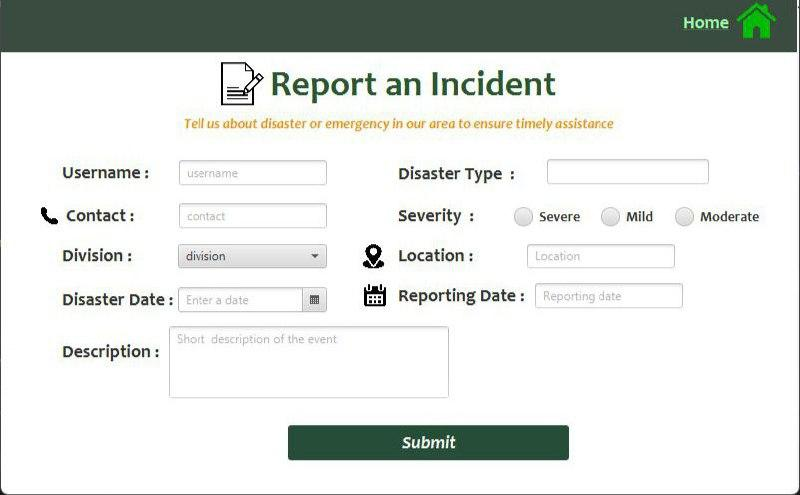 Home
Report an Incident
Tell us about disaster or emergency in our area to ensure timely assistance
Username : username
Disaster Type :
Contact : contact
Severity : Severe Mild Moderate
Division : division
Location : Location
Disaster Date : Enter a date
Reporting Date : Reporting date
Description : Short description of the event
Submit